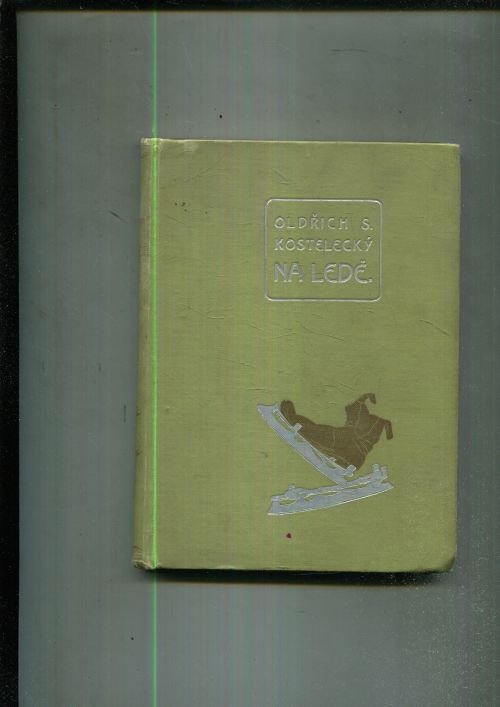 OLDŘICH S.
KOSTELECKÝ
NA LEDĚ.